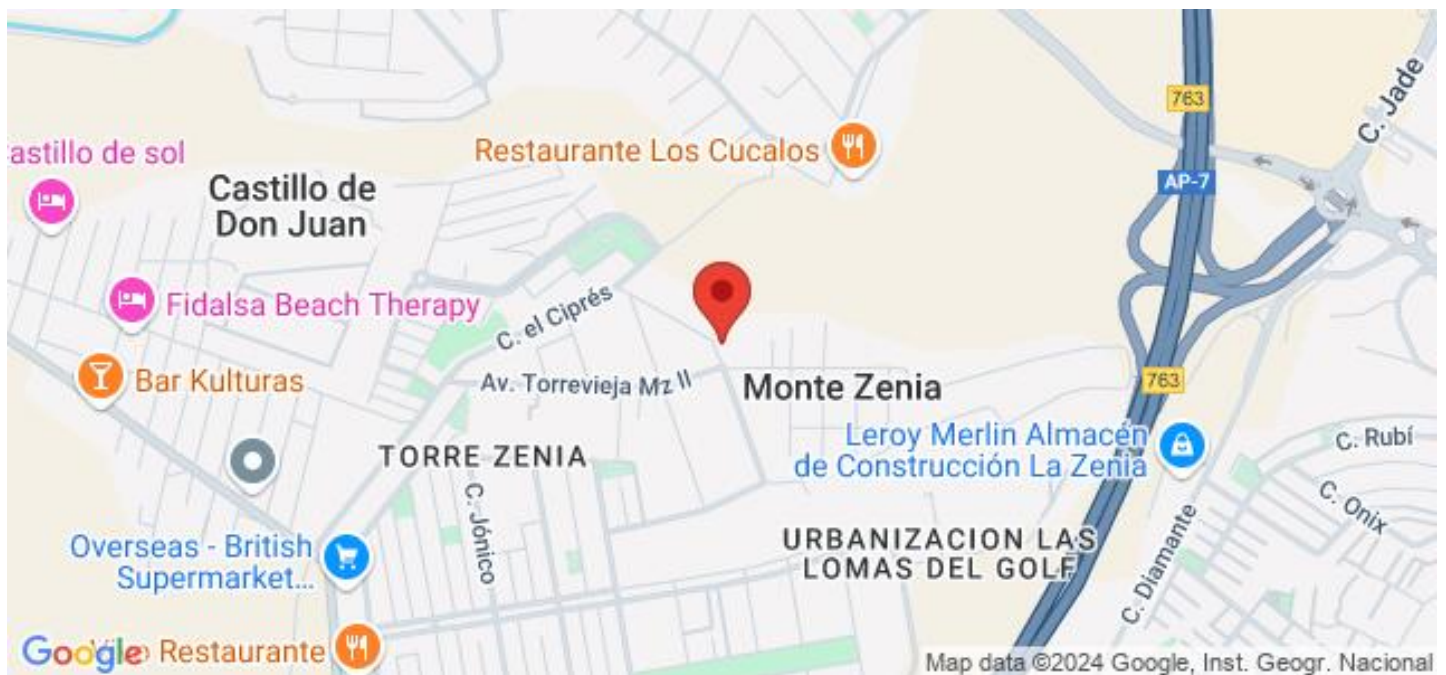 763
C. Jade
Restaurante Los Cucalos
astillo de sol
AP-7
Castillo de
Don Juan
Fidalsa Beach Therapy
C. el Ciprés
Bar Kulturas
Av. Torrevieja Mz II
Monte Zenia
763
Leroy Merlin Almacén
de Construcción La Zenia
C. Rubí
TORRE ZENIA
C. Jónico
C. Onix
Overseas - British
Supermarket...
URBANIZACION LAS
LOMAS DEL GOLF
C. Diamante
Google
Restaurante
Map data ©2024 Google, Inst. Geogr. Nacional